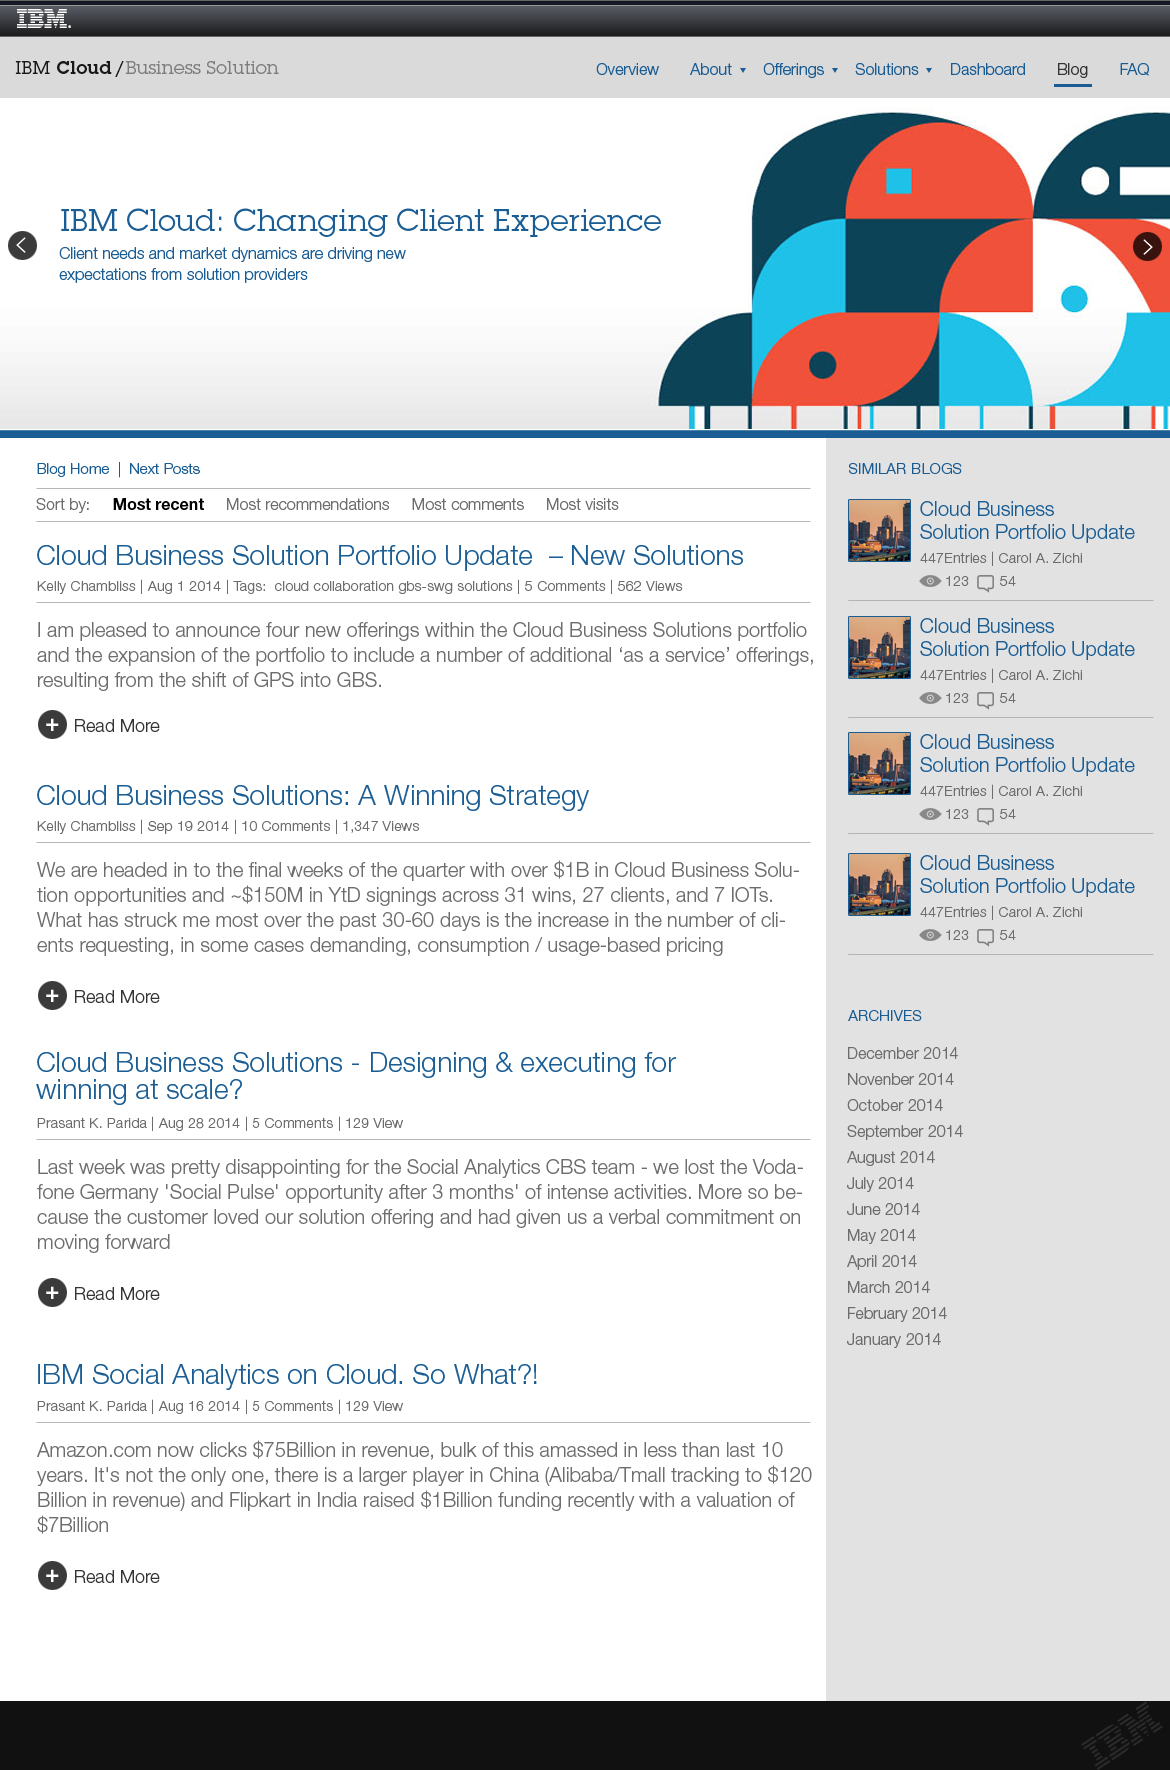 IBM.
IBM Cloud / Business Solution
Overview About Offerings Solutions Dashboard Blog FAQ
IBM Cloud: Changing Client Experience
Client needs and market dynamics are driving new
expectations from solution providers
Blog Home | Next Posts
Sort by: Most recent Most recommendations Most comments Most visits
Cloud Business Solution Portfolio Update – New Solutions
Kelly Chambliss | Aug 1 2014 | Tags: cloud collaboration gbs-swg solutions | 5 Comments | 562 Views
I am pleased to announce four new offerings within the Cloud Business Solutions portfolio
and the expansion of the portfolio to include a number of additional ‘as a service’ offerings,
resulting from the shift of GPS into GBS.
Read More
Cloud Business Solutions: A Winning Strategy
Kelly Chambliss | Sep 19 2014 | 10 Comments | 1,347 Views
We are headed in to the final weeks of the quarter with over $1B in Cloud Business Solu-
tion opportunities and ~$150M in YtD signings across 31 wins, 27 clients, and 7 IOTs.
What has struck me most over the past 30-60 days is the increase in the number of cli-
ents requesting, in some cases demanding, consumption / usage-based pricing
Read More
Cloud Business Solutions - Designing & executing for
winning at scale?
Prasant K. Parida | Aug 28 2014 | 5 Comments | 129 View
Last week was pretty disappointing for the Social Analytics CBS team - we lost the Voda-
fone Germany 'Social Pulse' opportunity after 3 months' of intense activities. More so be-
cause the customer loved our solution offering and had given us a verbal commitment on
moving forward
Read More
IBM Social Analytics on Cloud. So What?!
Prasant K. Parida | Aug 16 2014 | 5 Comments | 129 View
Amazon.com now clicks $75Billion in revenue, bulk of this amassed in less than last 10
years. It's not the only one, there is a larger player in China (Alibaba/Tmall tracking to $120
Billion in revenue) and Flipkart in India raised $1Billion funding recently with a valuation of
$7Billion
Read More
SIMILAR BLOGS
Cloud Business
Solution Portfolio Update
447Entries | Carol A. Zichi
123 54
Cloud Business
Solution Portfolio Update
447Entries | Carol A. Zichi
123 54
Cloud Business
Solution Portfolio Update
447Entries | Carol A. Zichi
123 54
Cloud Business
Solution Portfolio Update
447Entries | Carol A. Zichi
123 54
ARCHIVES
December 2014
Novenber 2014
October 2014
September 2014
August 2014
July 2014
June 2014
May 2014
April 2014
March 2014
February 2014
January 2014
IBM